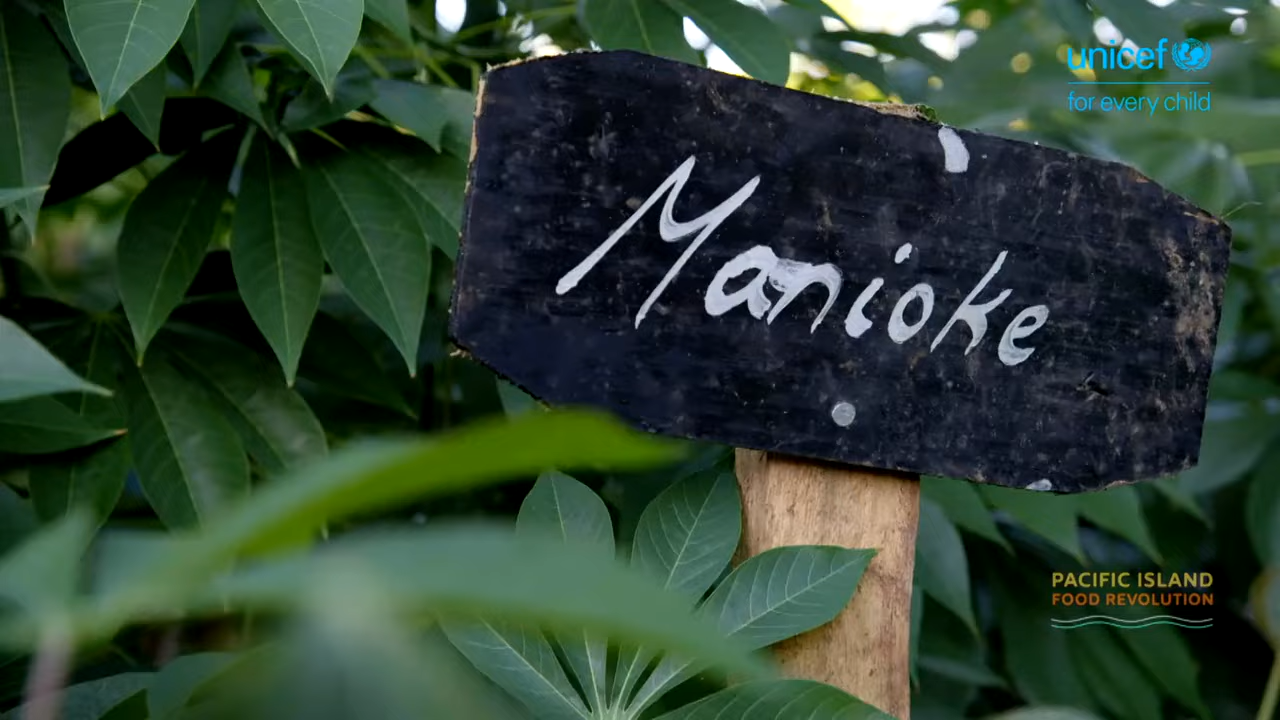 unicef
for every child
Manioke
PACIFIC ISLAND
FOOD REVOLUTION